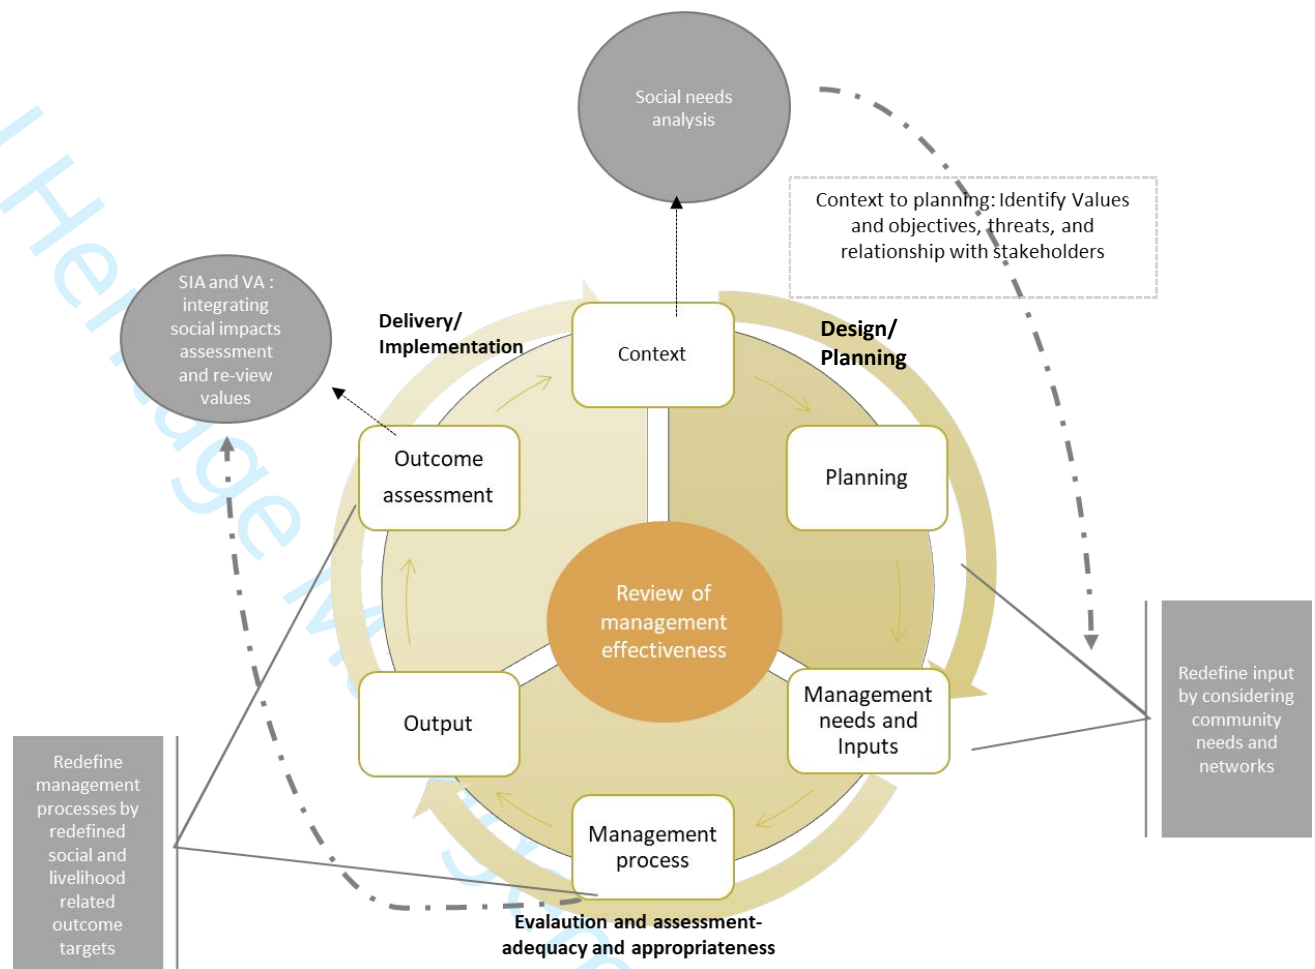 Social needs
analysis
Context to planning: Identify Values
and objectives, threats, and
relationship with stakeholders
SIA and VA :
integrating
social impacts
assessment
and re-view
values
Delivery/
Implementation
Design/
Planning
Context
Outcome
assessment
Planning
Review of
management
effectiveness
Output
Management
needs and
Inputs
Management
process
Redefine input
by considering
community
needs and
networks
Redefine
management
processes by
redefined
social and
livelihood
related
outcome
targets
Evalaution and assessment-
adequacy and appropriateness